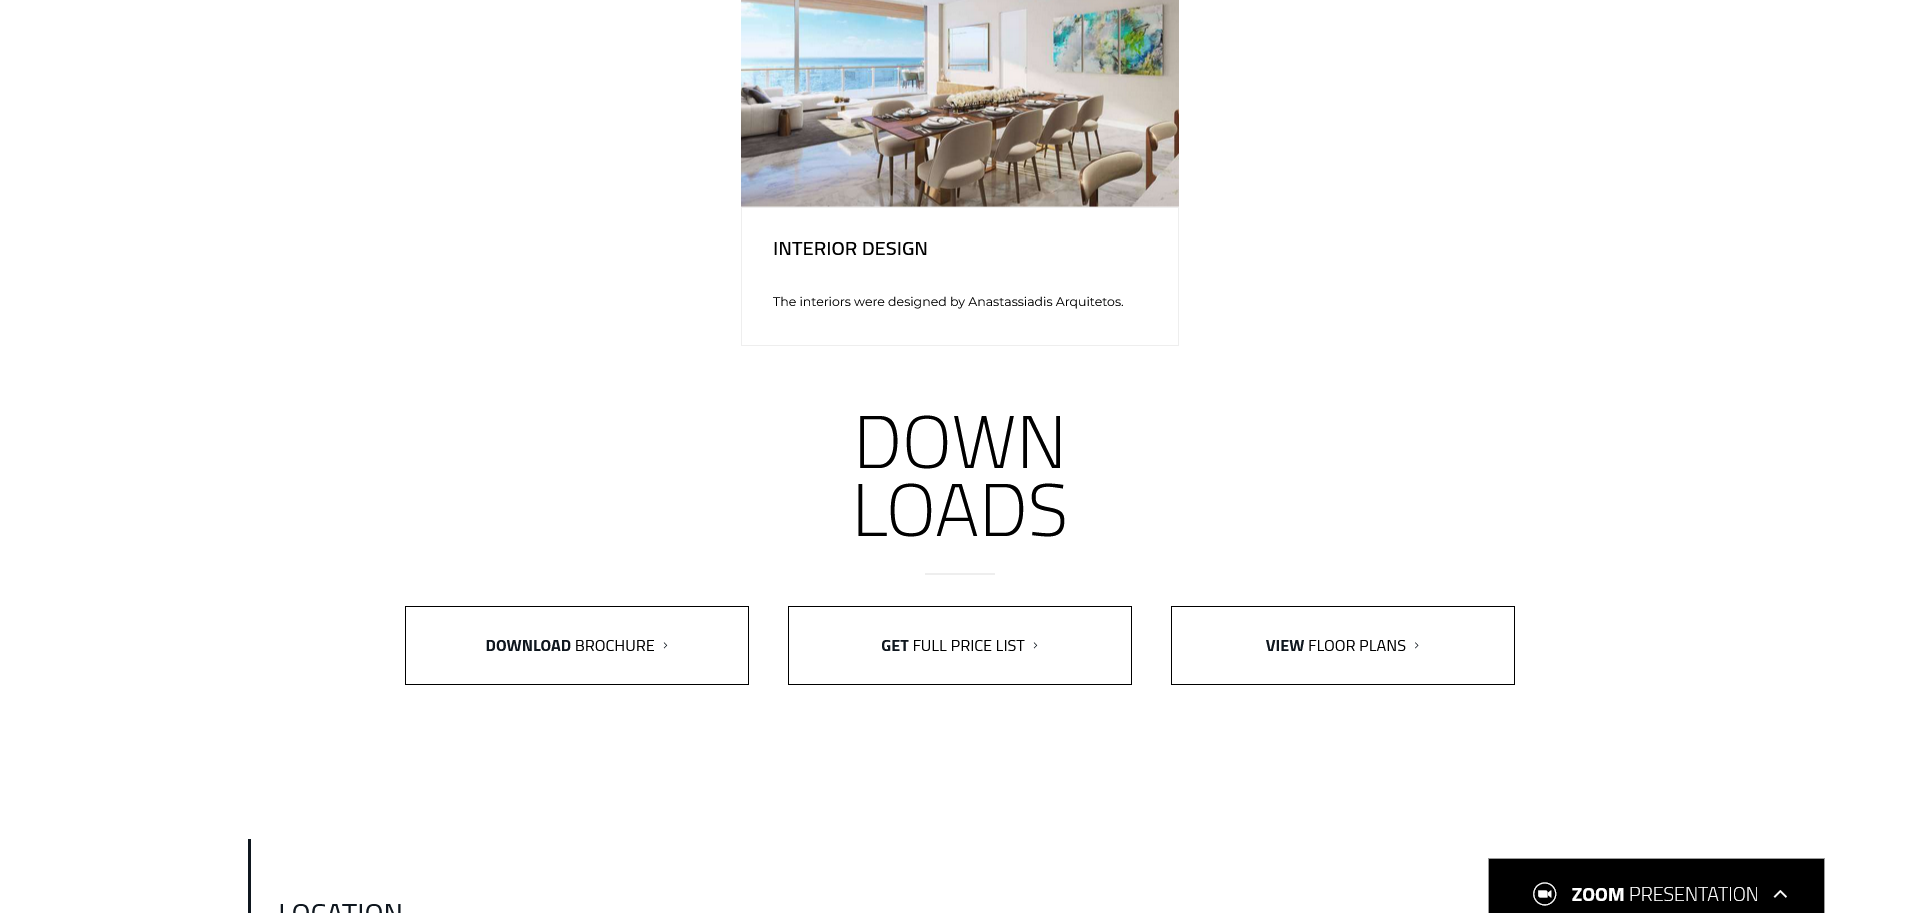 INTERIOR DESIGN
The interiors were designed by Anastassiadis Arquitetos.
DOWN
LOADS
DOWNLOAD BROCHURE
GET FULL PRICE LIST
VIEW FLOOR PLANS
LOCATION
ZOOM PRESENTATION